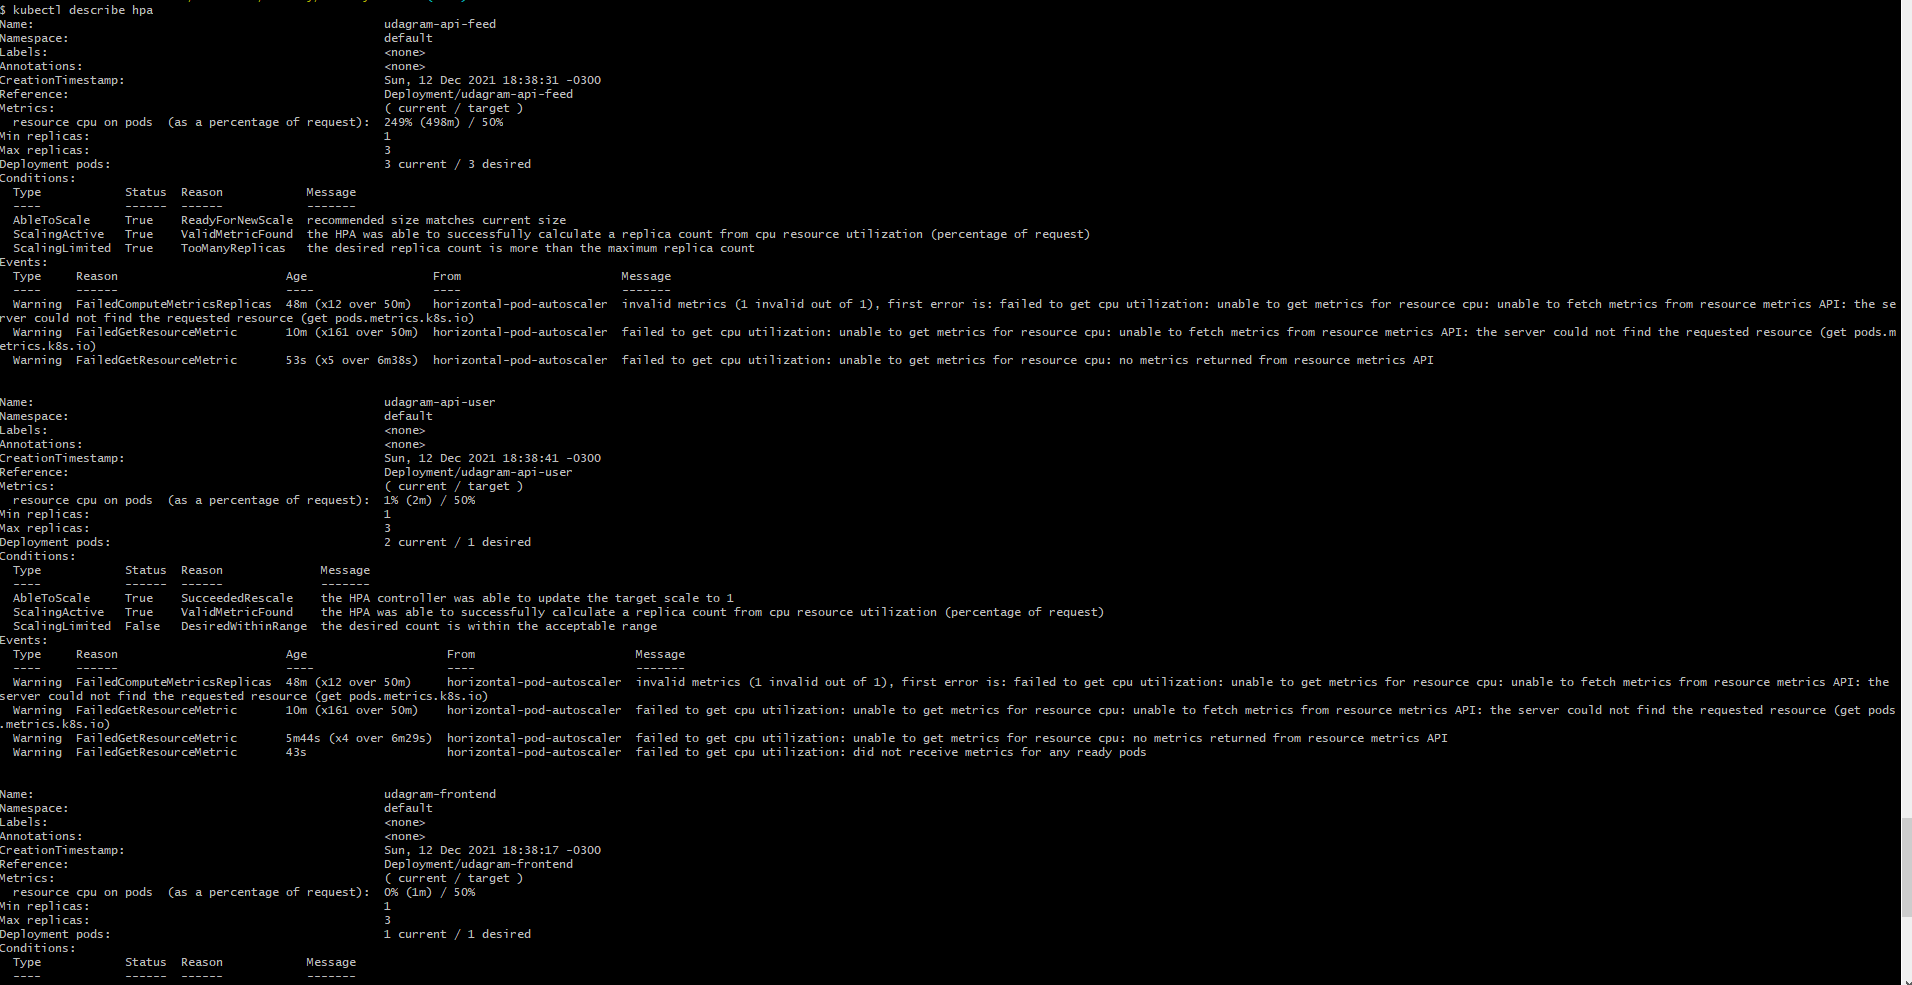 $ kubectl describe hpa
Name:                                                  udagram-api-feed
Namespace:                                             default
Labels:                                                <none>
Annotations:                                           <none>
CreationTimestamp:                                     Sun, 12 Dec 2021 18:38:31 -0300
Reference:                                             Deployment/udagram-api-feed
Metrics:                                               ( current / target )
  resource cpu on pods  (as a percentage of request):  249% (498m) / 50%
Min replicas:                                          1
Max replicas:                                          3
Deployment pods:                                       3 current / 3 desired
Conditions:
  Type            Status  Reason            Message
  ----            ------  ------            -------
  AbleToScale     True    ReadyForNewScale  recommended size matches current size
  ScalingActive   True    ValidMetricFound  the HPA was able to successfully calculate a replica count from cpu resource utilization (percentage of request)
  ScalingLimited  True    TooManyReplicas   the desired replica count is more than the maximum replica count
Events:
  Type     Reason                        Age                  From                       Message
  ----     ------                        ----                 ----                       -------
  Warning  FailedComputeMetricsReplicas  48m (x12 over 50m)   horizontal-pod-autoscaler  invalid metrics (1 invalid out of 1), first error is: failed to get cpu utilization: unable to get metrics for resource cpu: unable to fetch metrics from resource metrics API: the se
rver could not find the requested resource (get pods.metrics.k8s.io)
  Warning  FailedGetResourceMetric       10m (x161 over 50m)  horizontal-pod-autoscaler  failed to get cpu utilization: unable to get metrics for resource cpu: unable to fetch metrics from resource metrics API: the server could not find the requested resource (get pods.m
etrics.k8s.io)
  Warning  FailedGetResourceMetric       53s (x5 over 6m38s)  horizontal-pod-autoscaler  failed to get cpu utilization: unable to get metrics for resource cpu: no metrics returned from resource metrics API
Name:                                                  udagram-api-user
Namespace:                                             default
Labels:                                                <none>
Annotations:                                           <none>
CreationTimestamp:                                     Sun, 12 Dec 2021 18:38:41 -0300
Reference:                                             Deployment/udagram-api-user
Metrics:                                               ( current / target )
  resource cpu on pods  (as a percentage of request):  1% (2m) / 50%
Min replicas:                                          1
Max replicas:                                          3
Deployment pods:                                       2 current / 1 desired
Conditions:
  Type            Status  Reason              Message
  ----            ------  ------              -------
  AbleToScale     True    SucceededRescale    the HPA controller was able to update the target scale to 1
  ScalingActive   True    ValidMetricFound    the HPA was able to successfully calculate a replica count from cpu resource utilization (percentage of request)
  ScalingLimited  False   DesiredWithinRange  the desired count is within the acceptable range
Events:
  Type     Reason                        Age                    From                       Message
  ----     ------                        ----                   ----                       -------
  Warning  FailedComputeMetricsReplicas  48m (x12 over 50m)     horizontal-pod-autoscaler  invalid metrics (1 invalid out of 1), first error is: failed to get cpu utilization: unable to get metrics for resource cpu: unable to fetch metrics from resource metrics API: the
server could not find the requested resource (get pods.metrics.k8s.io)
  Warning  FailedGetResourceMetric       10m (x161 over 50m)    horizontal-pod-autoscaler  failed to get cpu utilization: unable to get metrics for resource cpu: unable to fetch metrics from resource metrics API: the server could not find the requested resource (get pods
.metrics.k8s.io)
  Warning  FailedGetResourceMetric       5m44s (x4 over 6m29s)  horizontal-pod-autoscaler  failed to get cpu utilization: unable to get metrics for resource cpu: no metrics returned from resource metrics API
  Warning  FailedGetResourceMetric       43s                    horizontal-pod-autoscaler  failed to get cpu utilization: did not receive metrics for any ready pods
Name:                                                  udagram-frontend
Namespace:                                             default
Labels:                                                <none>
Annotations:                                           <none>
CreationTimestamp:                                     Sun, 12 Dec 2021 18:38:17 -0300
Reference:                                             Deployment/udagram-frontend
Metrics:                                               ( current / target )
  resource cpu on pods  (as a percentage of request):  0% (1m) / 50%
Min replicas:                                          1
Max replicas:                                          3
Deployment pods:                                       1 current / 1 desired
Conditions:
  Type            Status  Reason            Message
  ----            ------  ------            -------